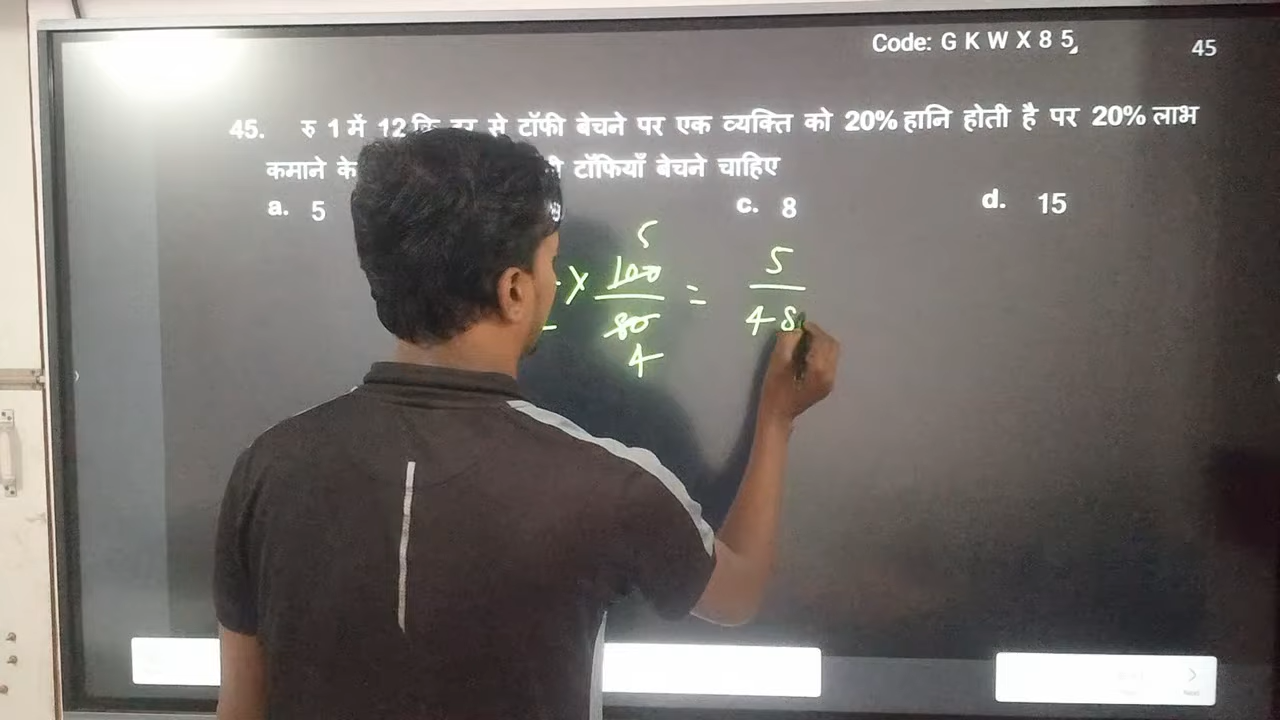 Code: G K W X 8 5
45
45. रु 1 में 12 कि दर से टॉफी बेचने पर एक व्यक्ति को 20% हानि होती है पर 20% लाभ
कमाने के टॉफियाँ बेचने चाहिए
a. 5 c. 8 d. 15
5
× 100/80 = 5/48
4
Next